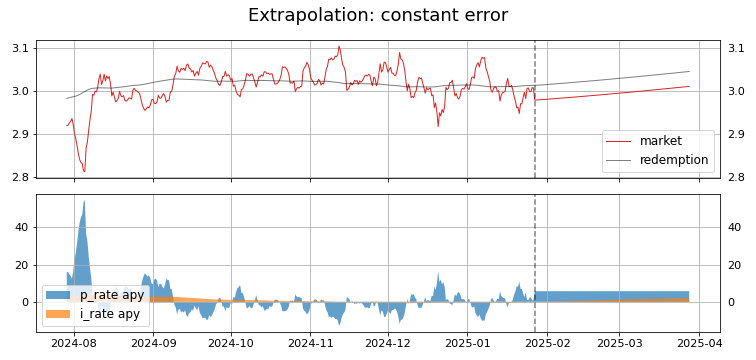 Extrapolation: constant error
3.1
3.0
2.9
2.8
3.1
3.0
2.9
2.8
market
redemption
40
20
0
40
20
0
p_rate apy
i_rate apy
2024-08 2024-09 2024-10 2024-11 2024-12 2025-01 2025-02 2025-03 2025-04